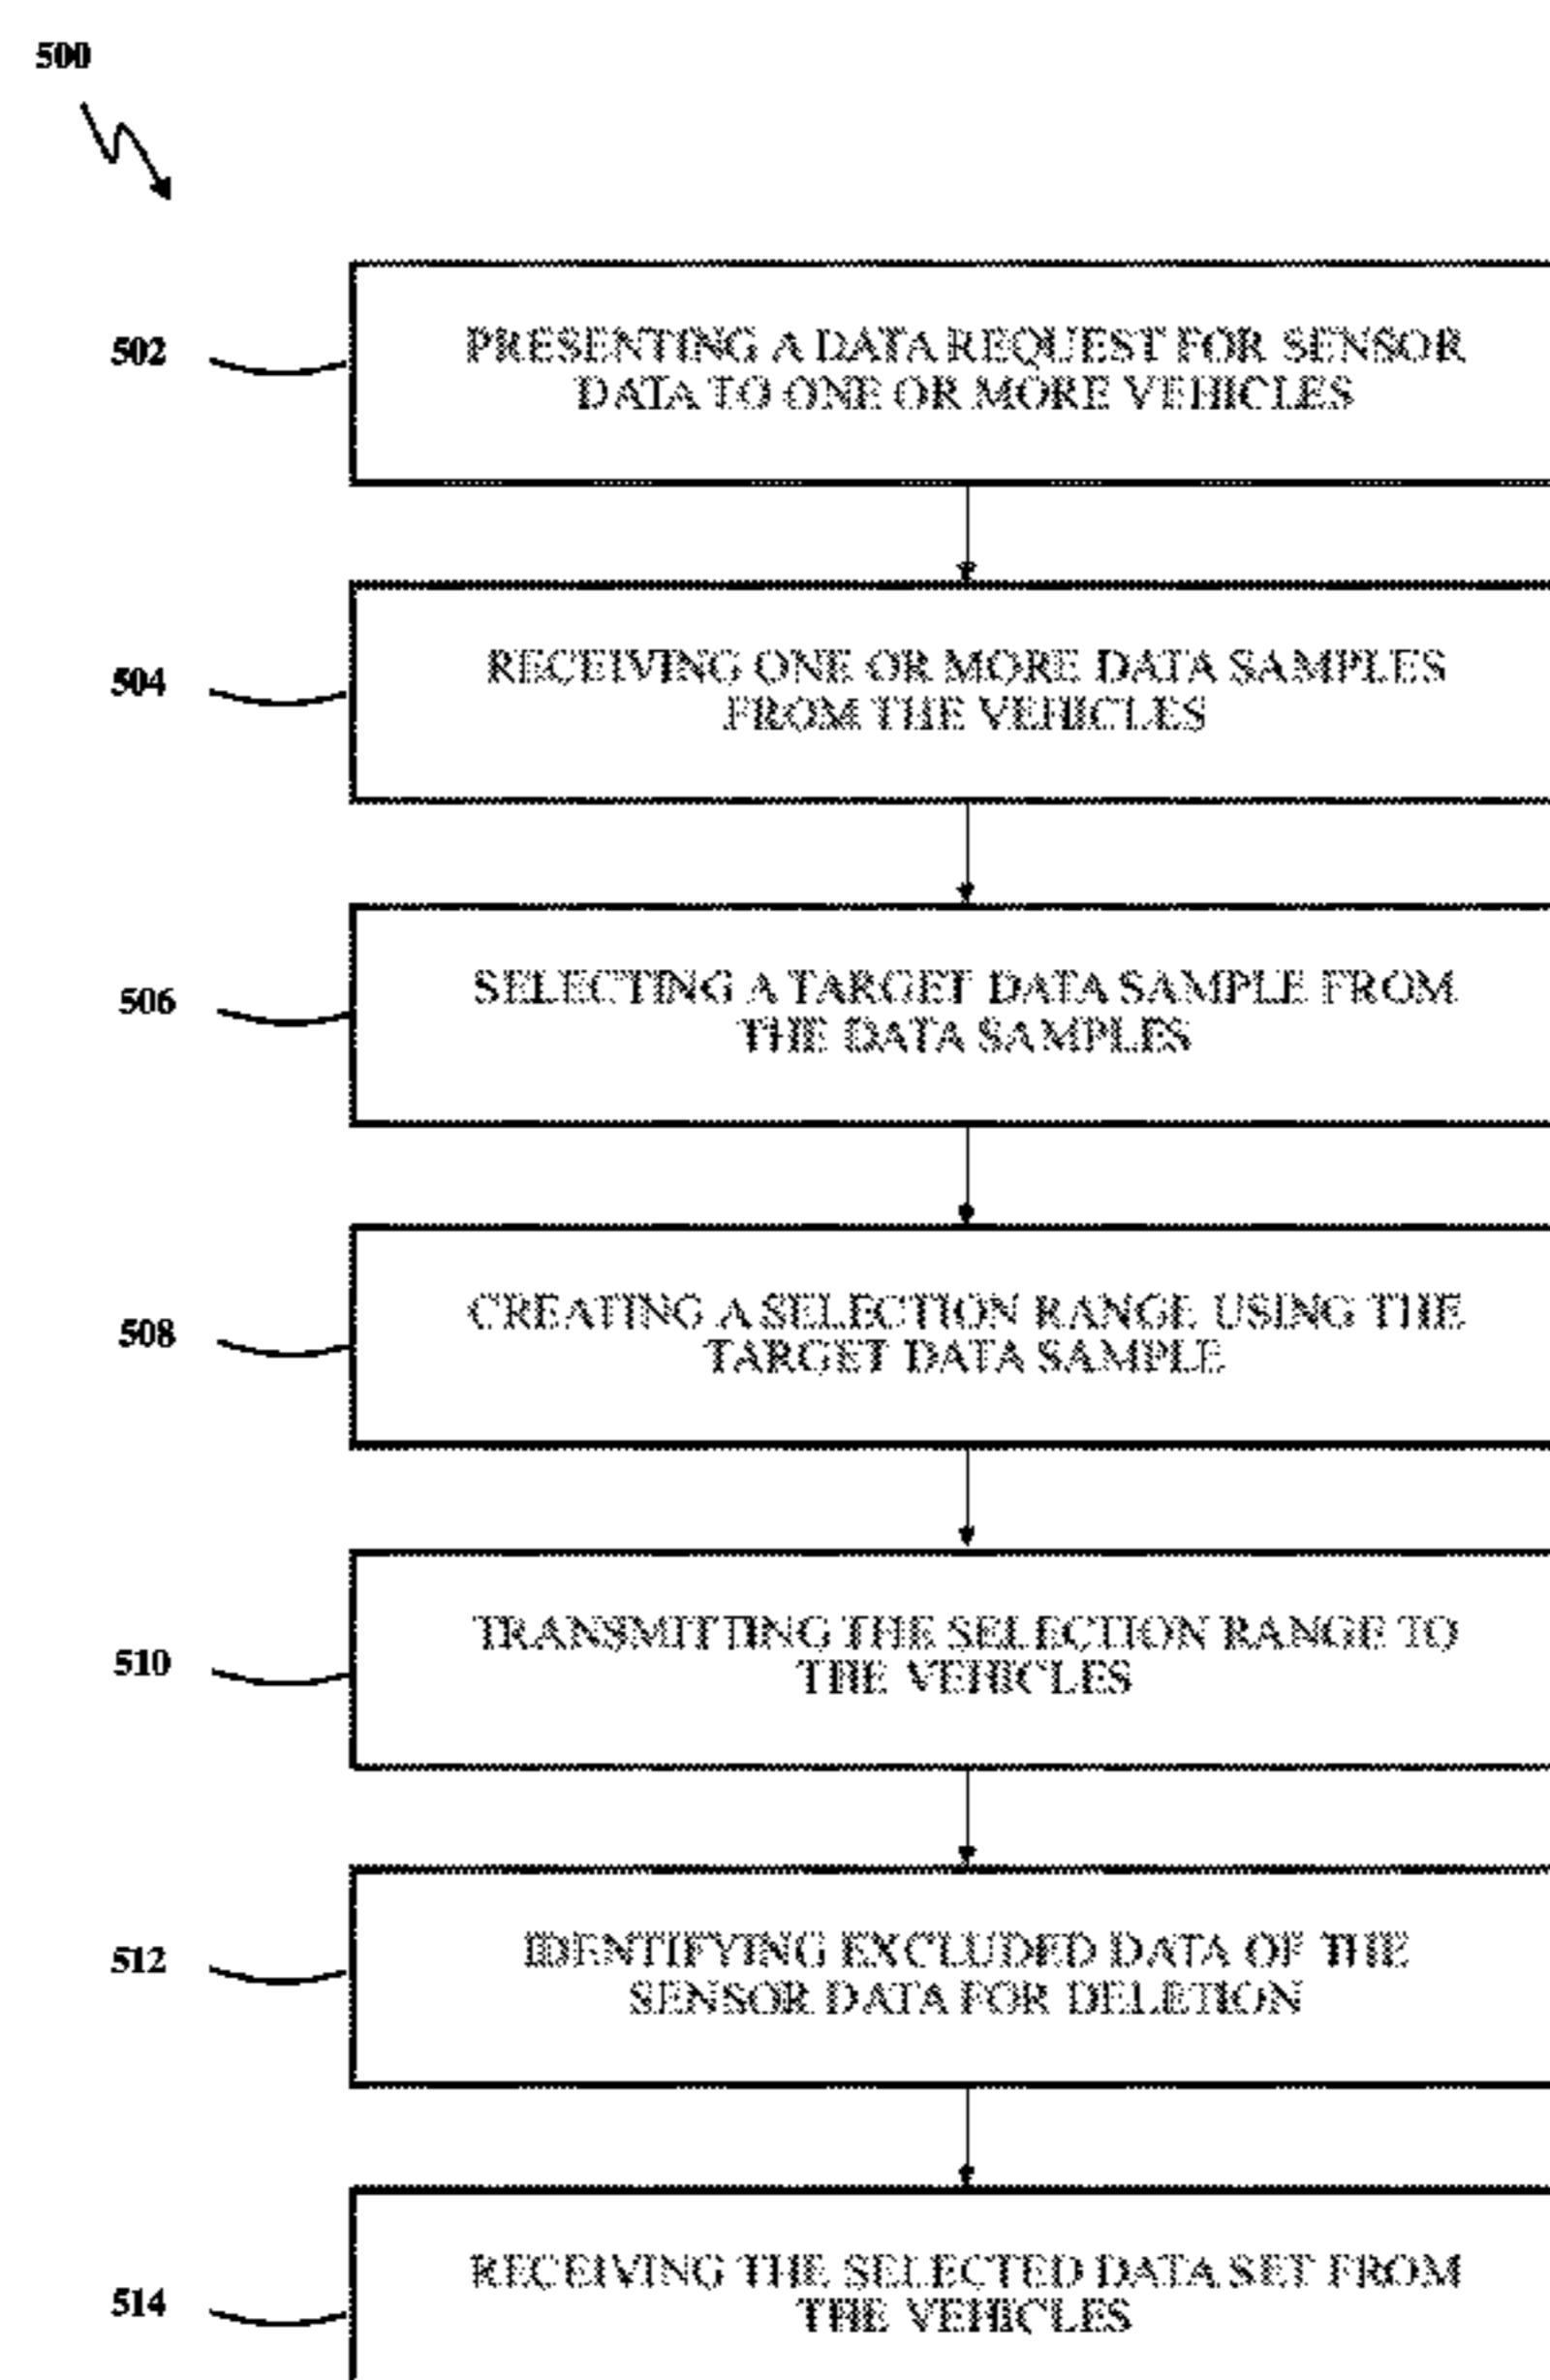 500
502
PRESENTING A DATA REQUEST FOR SENSOR
DATA TO ONE OR MORE VEHICLES
504
RECEIVING ONE OR MORE DATA SAMPLES
FROM THE VEHICLES
506
SELECTING A TARGET DATA SAMPLE FROM
THE DATA SAMPLES
508
CREATING A SELECTION RANGE USING THE
TARGET DATA SAMPLE
510
TRANSMITTING THE SELECTION RANGE TO
THE VEHICLES
512
IDENTIFYING EXCLUDED DATA OF THE
SENSOR DATA FOR DELETION
514
RECEIVING THE SELECTED DATA SET FROM
THE VEHICLES